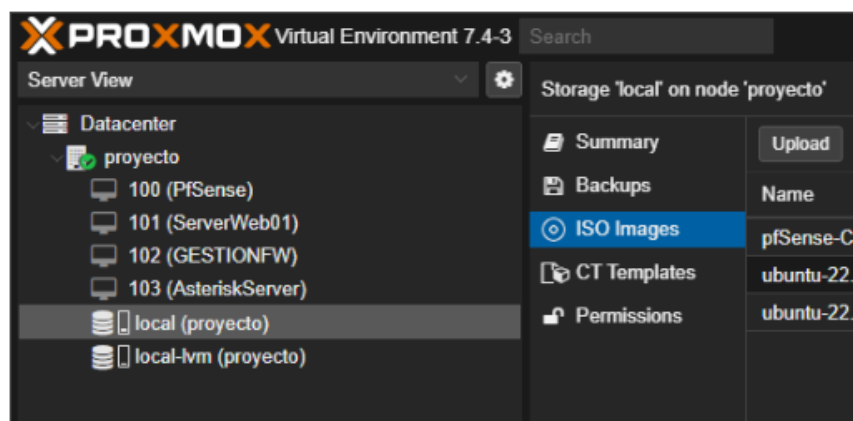 PROXMOX Virtual Environment 7.4-3 Search
Server View
Datacenter
proyecto
100 (PfSense)
101 (ServerWeb01)
102 (GESTIONFW)
103 (AsteriskServer)
local (proyecto)
local-lvm (proyecto)
Storage 'local' on node 'proyecto'
Summary
Backups
ISO Images
CT Templates
Permissions
Upload
Name
pfSense-C
ubuntu-22.
ubuntu-22.